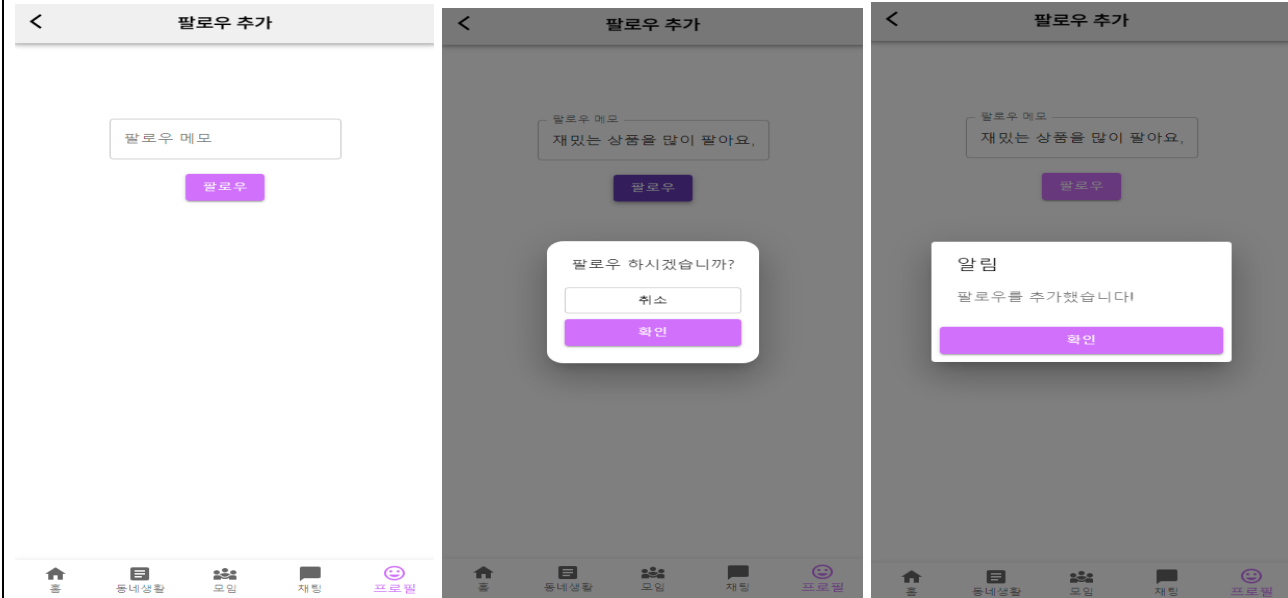 팔로우 추가
팔로우 메모
팔로우
홈
동네생활
모임
채팅
프로필
팔로우 추가
팔로우 메모
재밌는 상품을 많이 팔아요,
팔로우
팔로우 하시겠습니까?
취소
확인
홈
동네생활
모임
채팅
프로필
팔로우 추가
팔로우 메모
재밌는 상품을 많이 팔아요,
팔로우
알림
팔로우를 추가했습니다!
확인
홈
동네생활
모임
채팅
프로필